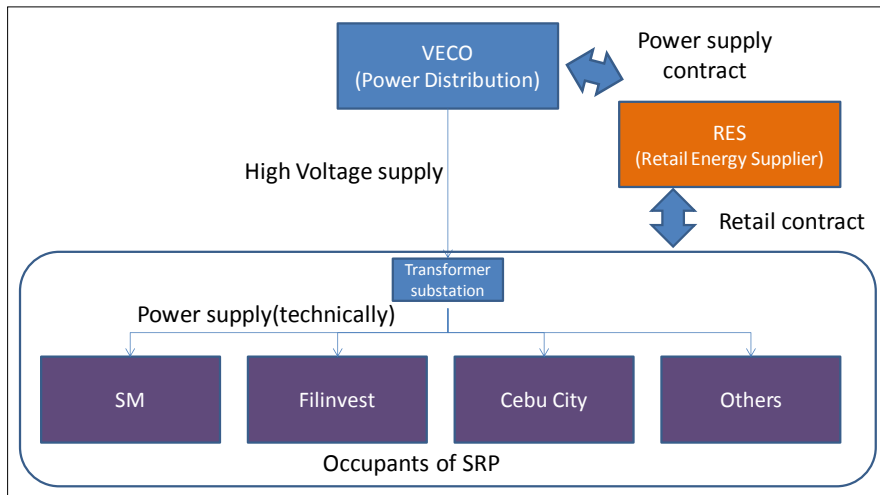 VECO
(Power Distribution)
Power supply
contract
RES
(Retail Energy Supplier)
High Voltage supply
Retail contract
Transformer
substation
Power supply(technically)
SM
Filinvest
Cebu City
Others
Occupants of SRP